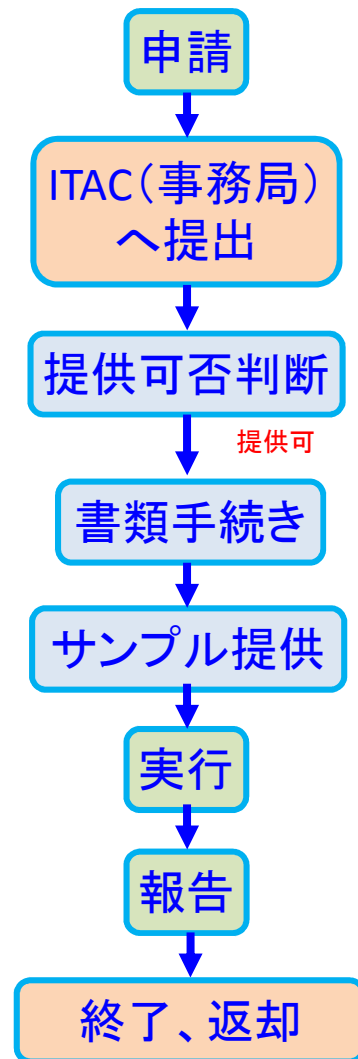 申請
ITAC（事務局）
へ提出
提供可否判断
提供可
書類手続き
サンプル提供
実行
報告
終了、返却